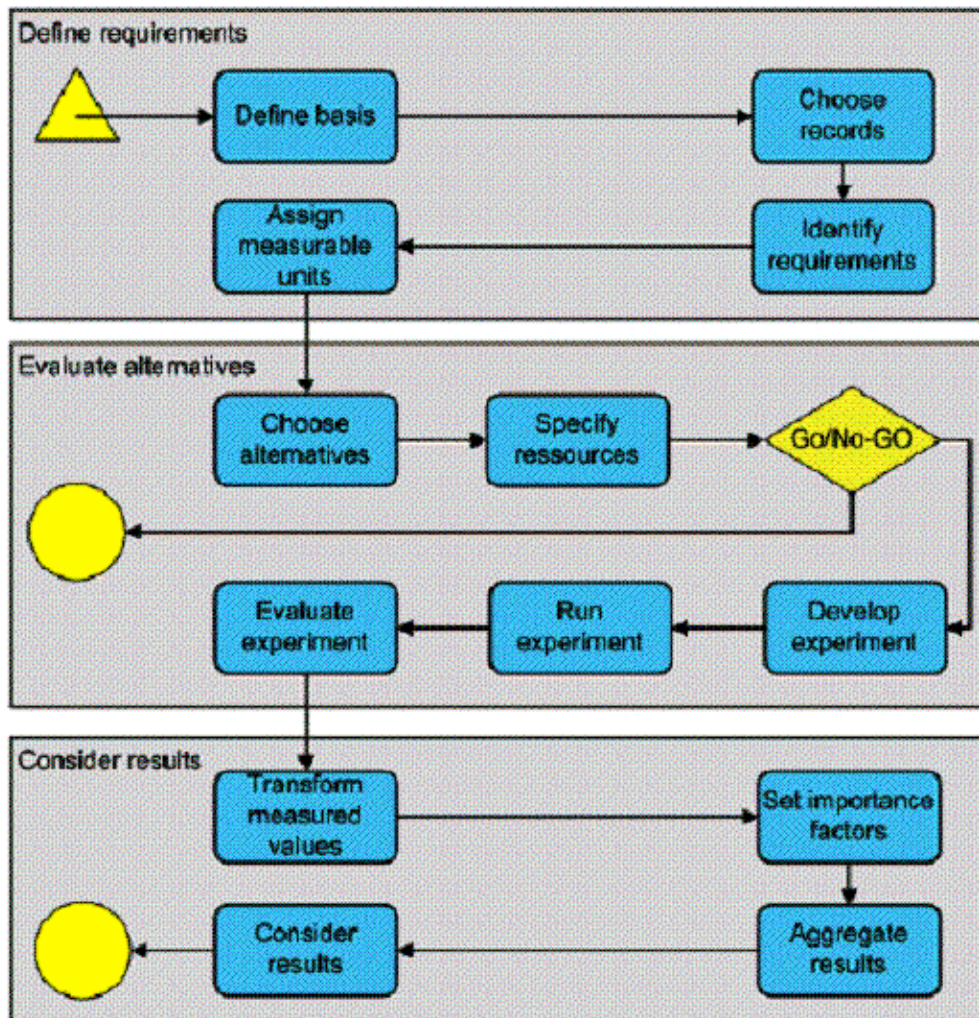 Define requirements
Define basis
Choose
records
Assign
measurable
units
Identify
requirements
Evaluate alternatives
Choose
alternatives
Specify
ressources
Go/No-GO
Evaluate
experiment
Run
experiment
Develop
experiment
Consider results
Transform
measured
values
Set importance
factors
Consider
results
Aggregate
results